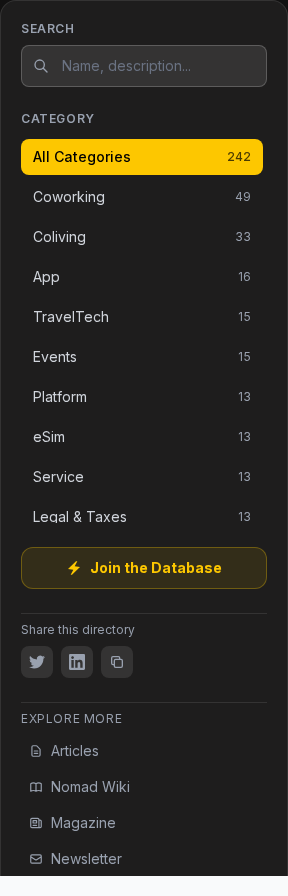 SEARCH
Name, description...
CATEGORY
All Categories 242
Coworking 49
Coliving 33
App 16
TravelTech 15
Events 15
Platform 13
eSim 13
Service 13
Legal & Taxes 13
Join the Database
Share this directory
EXPLORE MORE
Articles
Nomad Wiki
Magazine
Newsletter